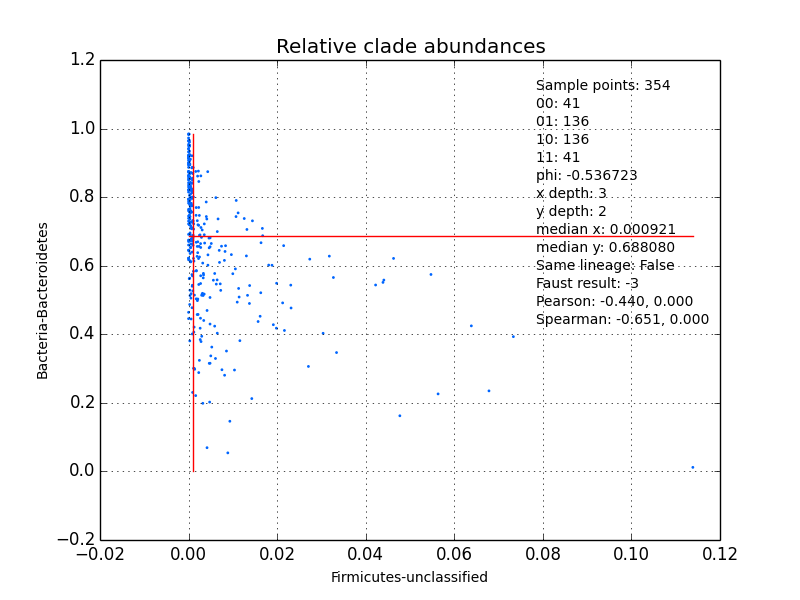 Relative clade abundances
1.2
1.0
0.8
0.6
0.4
0.2
0.0
−0.2
Bacteria-Bacteroidetes
Sample points: 354
00: 41
01: 136
10: 136
11: 41
phi: -0.536723
x depth: 3
y depth: 2
median x: 0.000921
median y: 0.688080
Same lineage: False
Faust result: -3
Pearson: -0.440, 0.000
Spearman: -0.651, 0.000
−0.02 0.00 0.02 0.04 0.06 0.08 0.10 0.12
Firmicutes-unclassified